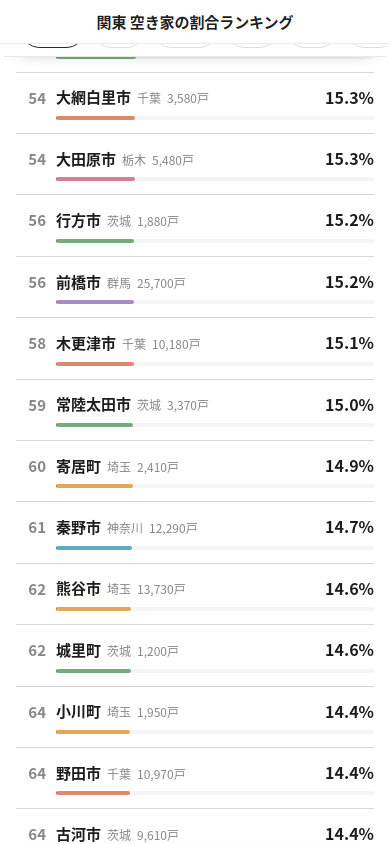 関東 空き家の割合ランキング
54 大網白里市 千葉 3,580戸 15.3%
54 大田原市 栃木 5,480戸 15.3%
56 行方市 茨城 1,880戸 15.2%
56 前橋市 群馬 25,700戸 15.2%
58 木更津市 千葉 10,180戸 15.1%
59 常陸太田市 茨城 3,370戸 15.0%
60 寄居町 埼玉 2,410戸 14.9%
61 秦野市 神奈川 12,290戸 14.7%
62 熊谷市 埼玉 13,730戸 14.6%
62 城里町 茨城 1,200戸 14.6%
64 小川町 埼玉 1,950戸 14.4%
64 野田市 千葉 10,970戸 14.4%
64 古河市 茨城 9,610戸 14.4%